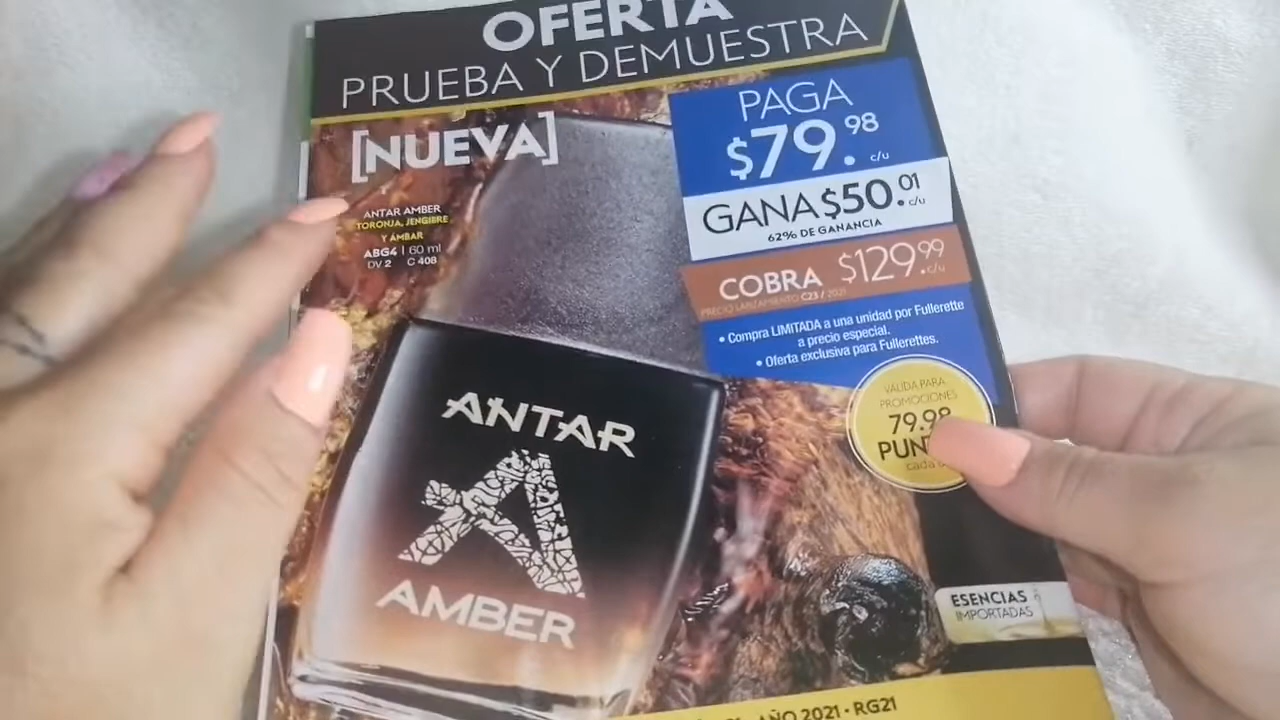 OFERTA
PRUEBA Y DEMUESTRA
[NUEVA]
ANTAR AMBER
TORONJA, JENGIBRE
Y ÁMBAR
ABG4 | 60 ml
DV 2 C 408
PAGA
$79.98
c/u
GANA $50.01
c/u
62% DE GANANCIA
COBRA $129.99
c/u
PRECIO LANZAMIENTO C23 / 2021
• Compra LIMITADA a una unidad por Fullerette
a precio especial.
• Oferta exclusiva para Fullerettes.
VÁLIDA PARA
PROMOCIONES
79.98
cada
ANTAR
A
AMBER
ESENCIAS
IMPORTADAS
AÑO 2021 • RG21